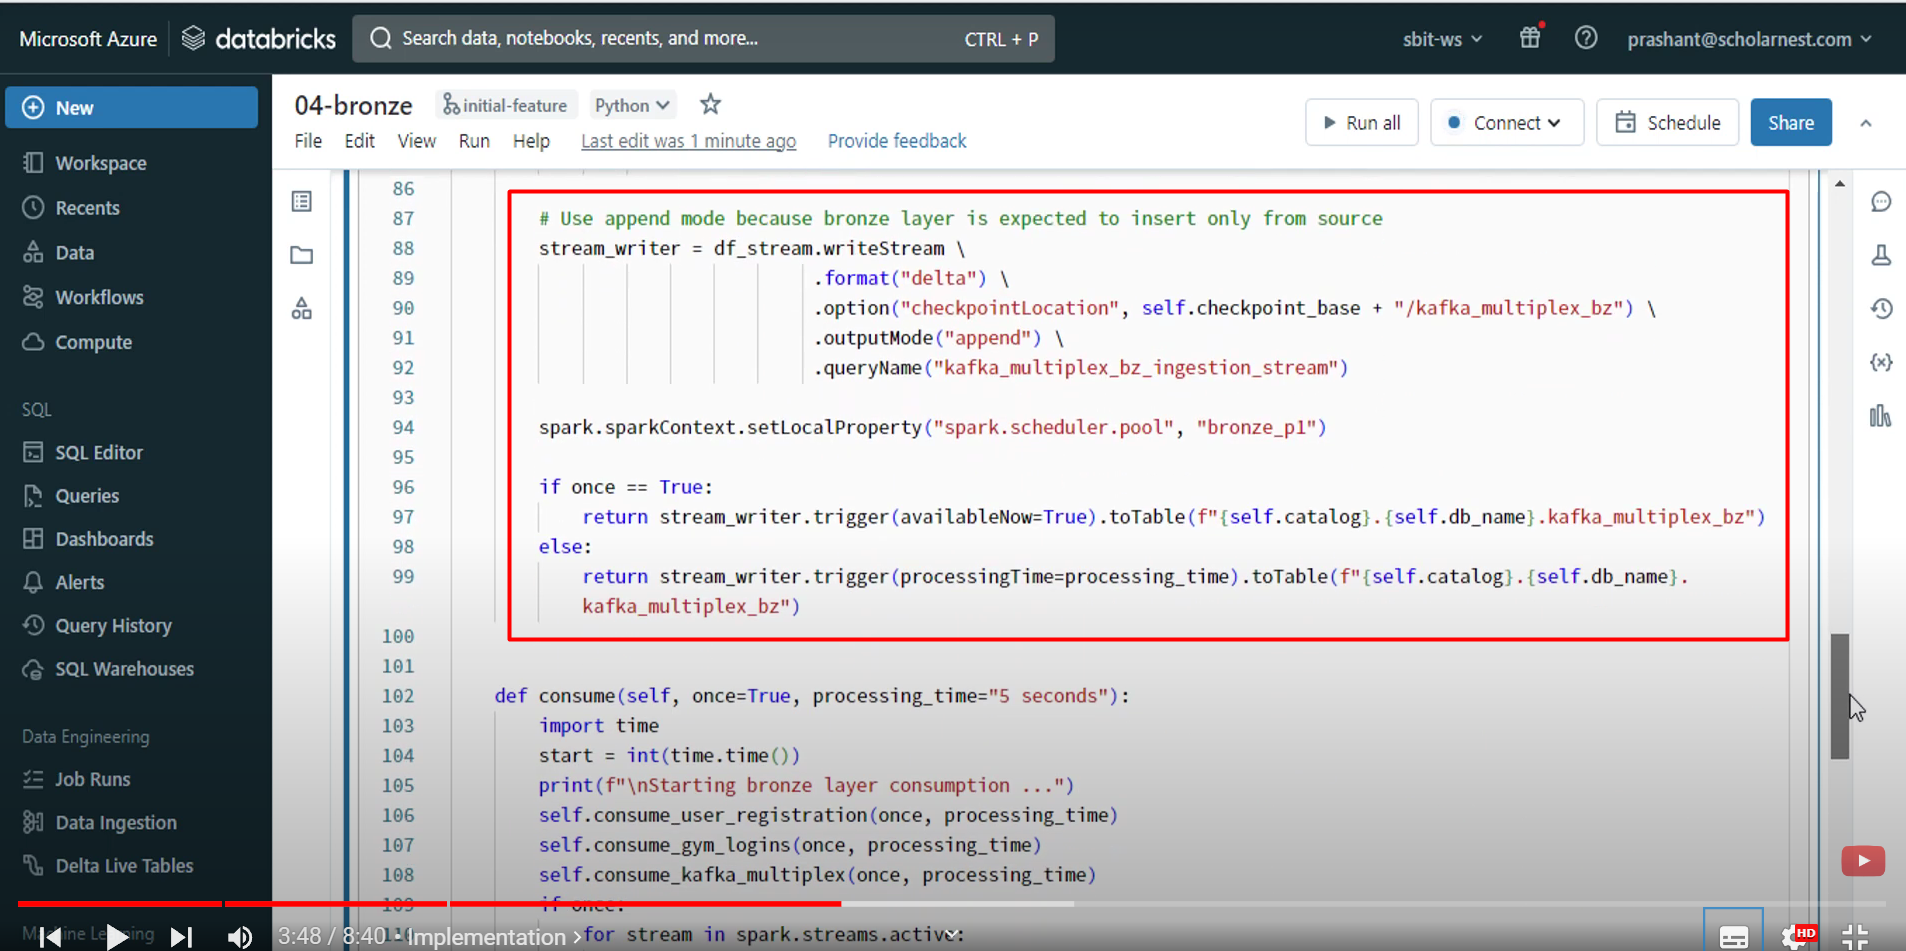 Microsoft Azure databricks Search data, notebooks, recents, and more... CTRL + P sbit-ws prashant@scholarnest.com
New
Workspace
Recents
Data
Workflows
Compute
SQL
SQL Editor
Queries
Dashboards
Alerts
Query History
SQL Warehouses
Data Engineering
Job Runs
Data Ingestion
Delta Live Tables
04-bronze initial-feature Python
File Edit View Run Help Last edit was 1 minute ago Provide feedback
Run all Connect Schedule Share
86
87 # Use append mode because bronze layer is expected to insert only from source
88 stream_writer = df_stream.writeStream \
89 .format("delta") \
90 .option("checkpointLocation", self.checkpoint_base + "/kafka_multiplex_bz") \
91 .outputMode("append") \
92 .queryName("kafka_multiplex_bz_ingestion_stream")
93
94 spark.sparkContext.setLocalProperty("spark.scheduler.pool", "bronze_p1")
95
96 if once == True:
97 return stream_writer.trigger(availableNow=True).toTable(f"{self.catalog}.{self.db_name}.kafka_multiplex_bz")
98 else:
99 return stream_writer.trigger(processingTime=processing_time).toTable(f"{self.catalog}.{self.db_name}.
kafka_multiplex_bz")
100
101
102 def consume(self, once=True, processing_time="5 seconds"):
103 import time
104 start = int(time.time())
105 print(f"\nStarting bronze layer consumption ...")
106 self.consume_user_registration(once, processing_time)
107 self.consume_gym_logins(once, processing_time)
108 self.consume_kafka_multiplex(once, processing_time)
109 if once:
110 for stream in spark.streams.active:
3:48 / 8:40 • Implementation >
HD